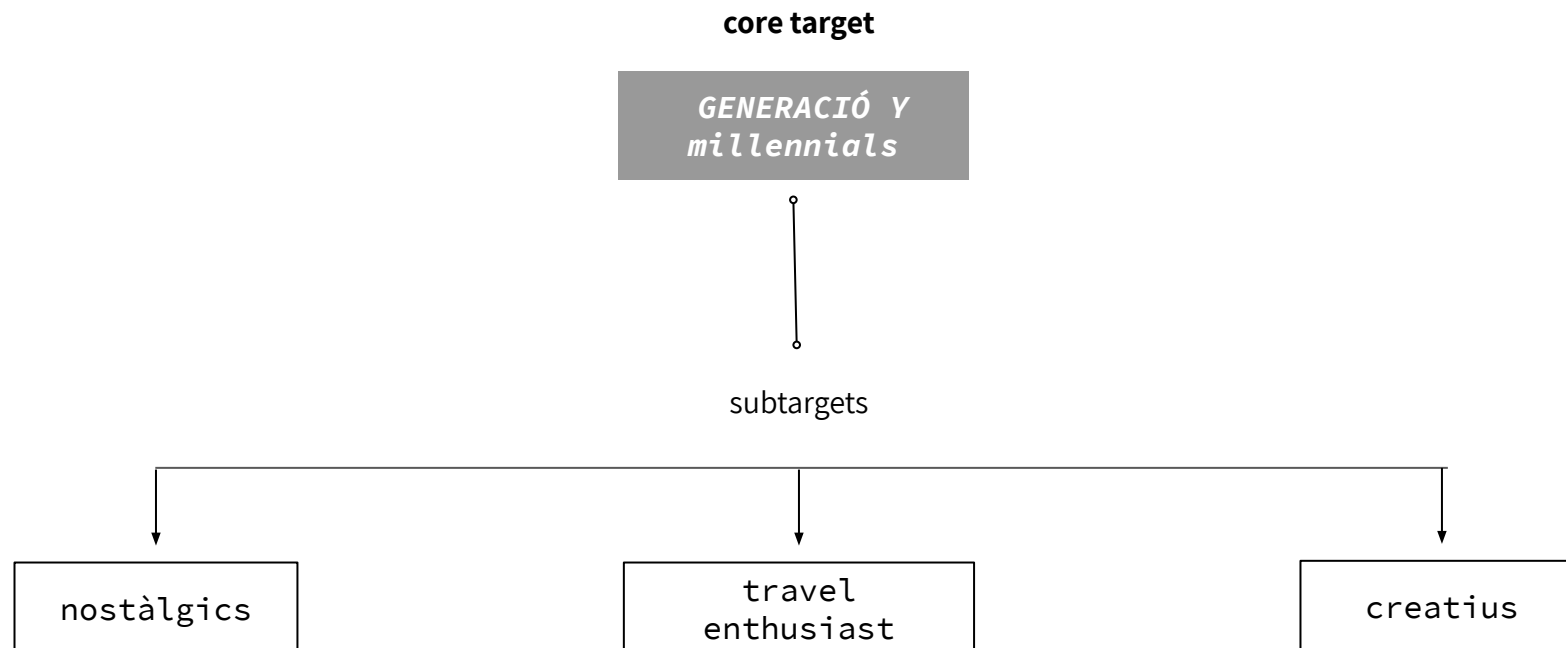 core target
GENERACIÓ Y
millennials
subtargets
nostàlgics
travel
enthusiast
creatius